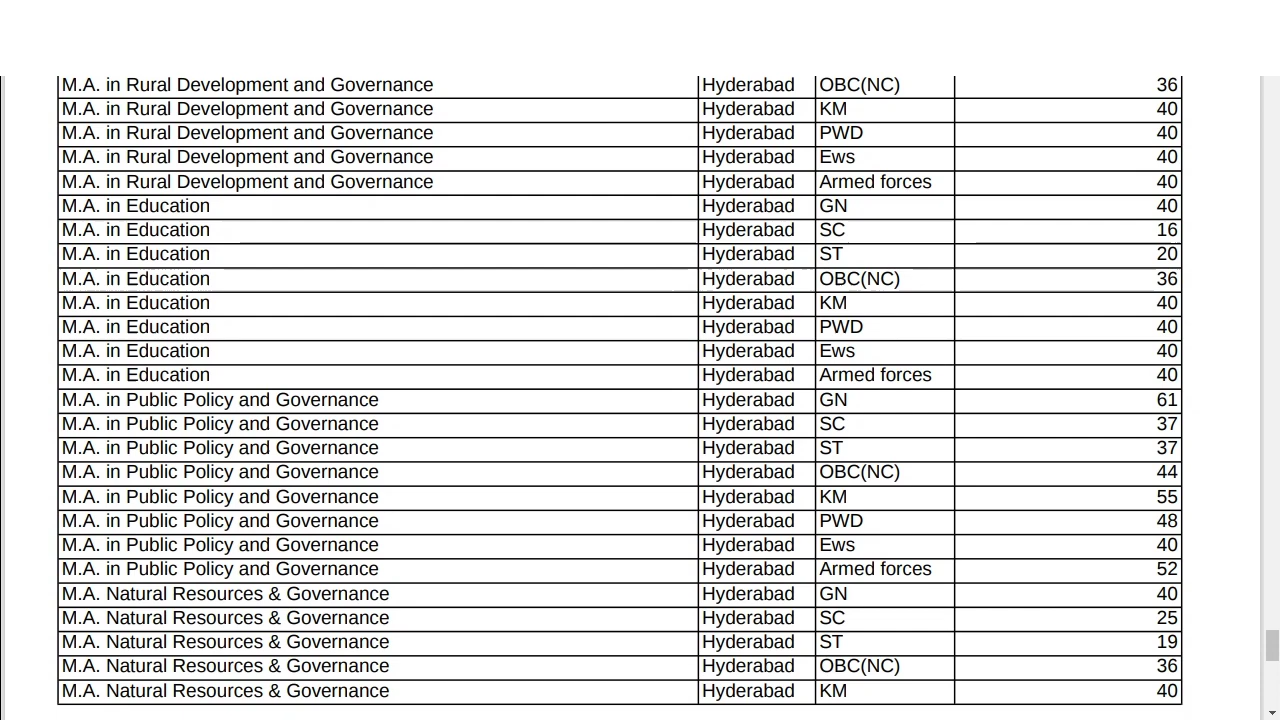 M.A. in Rural Development and Governance Hyderabad OBC(NC) 36
M.A. in Rural Development and Governance Hyderabad KM 40
M.A. in Rural Development and Governance Hyderabad PWD 40
M.A. in Rural Development and Governance Hyderabad Ews 40
M.A. in Rural Development and Governance Hyderabad Armed forces 40
M.A. in Education Hyderabad GN 40
M.A. in Education Hyderabad SC 16
M.A. in Education Hyderabad ST 20
M.A. in Education Hyderabad OBC(NC) 36
M.A. in Education Hyderabad KM 40
M.A. in Education Hyderabad PWD 40
M.A. in Education Hyderabad Ews 40
M.A. in Education Hyderabad Armed forces 40
M.A. in Public Policy and Governance Hyderabad GN 61
M.A. in Public Policy and Governance Hyderabad SC 37
M.A. in Public Policy and Governance Hyderabad ST 37
M.A. in Public Policy and Governance Hyderabad OBC(NC) 44
M.A. in Public Policy and Governance Hyderabad KM 55
M.A. in Public Policy and Governance Hyderabad PWD 48
M.A. in Public Policy and Governance Hyderabad Ews 40
M.A. in Public Policy and Governance Hyderabad Armed forces 52
M.A. Natural Resources & Governance Hyderabad GN 40
M.A. Natural Resources & Governance Hyderabad SC 25
M.A. Natural Resources & Governance Hyderabad ST 19
M.A. Natural Resources & Governance Hyderabad OBC(NC) 36
M.A. Natural Resources & Governance Hyderabad KM 40